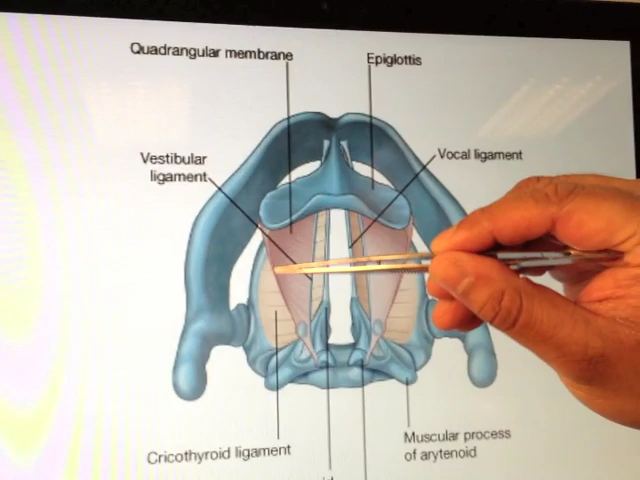 Quadrangular membrane
Epiglottis
Vestibular
ligament
Vocal ligament
Cricothyroid ligament
Muscular process
of arytenoid